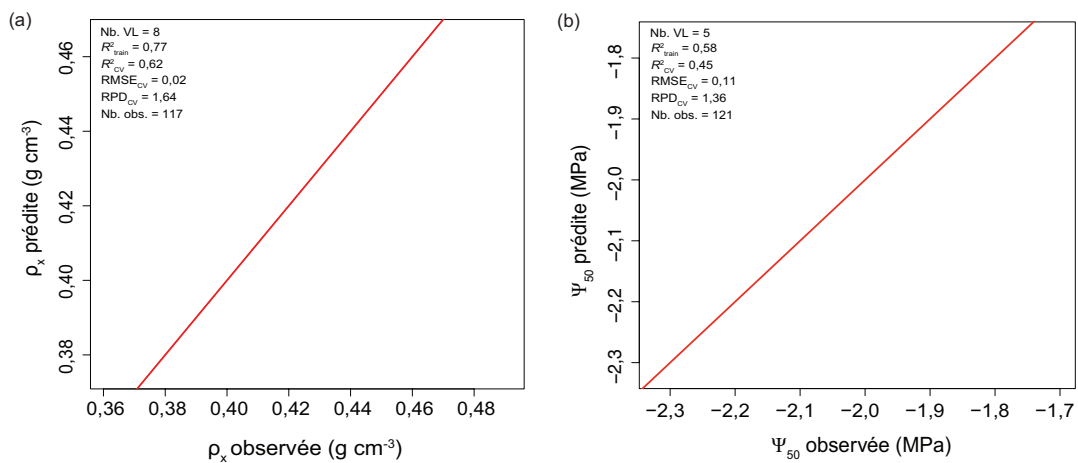 (a)
Nb. VL = 8
R²train = 0,77
R²CV = 0,62
RMSECV = 0,02
RPDCV = 1,64
Nb. obs. = 117
ρx prédite (g cm-3)
0,46
0,44
0,42
0,40
0,38
0,36 0,38 0,40 0,42 0,44 0,46 0,48
ρx observée (g cm-3)
(b)
Nb. VL = 5
R²train = 0,58
R²CV = 0,45
RMSECV = 0,11
RPDCV = 1,36
Nb. obs. = 121
Ψ50 prédite (MPa)
−1,8
−1,9
−2,0
−2,1
−2,2
−2,3
−2,3 −2,2 −2,1 −2,0 −1,9 −1,8 −1,7
Ψ50 observée (MPa)